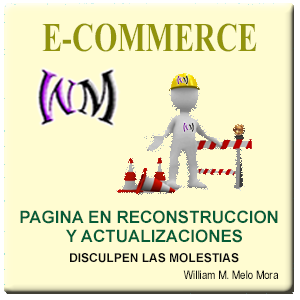 E-COMMERCE
WM
PAGINA EN RECONSTRUCCION
Y ACTUALIZACIONES
DISCULPEN LAS MOLESTIAS
William M. Melo Mora